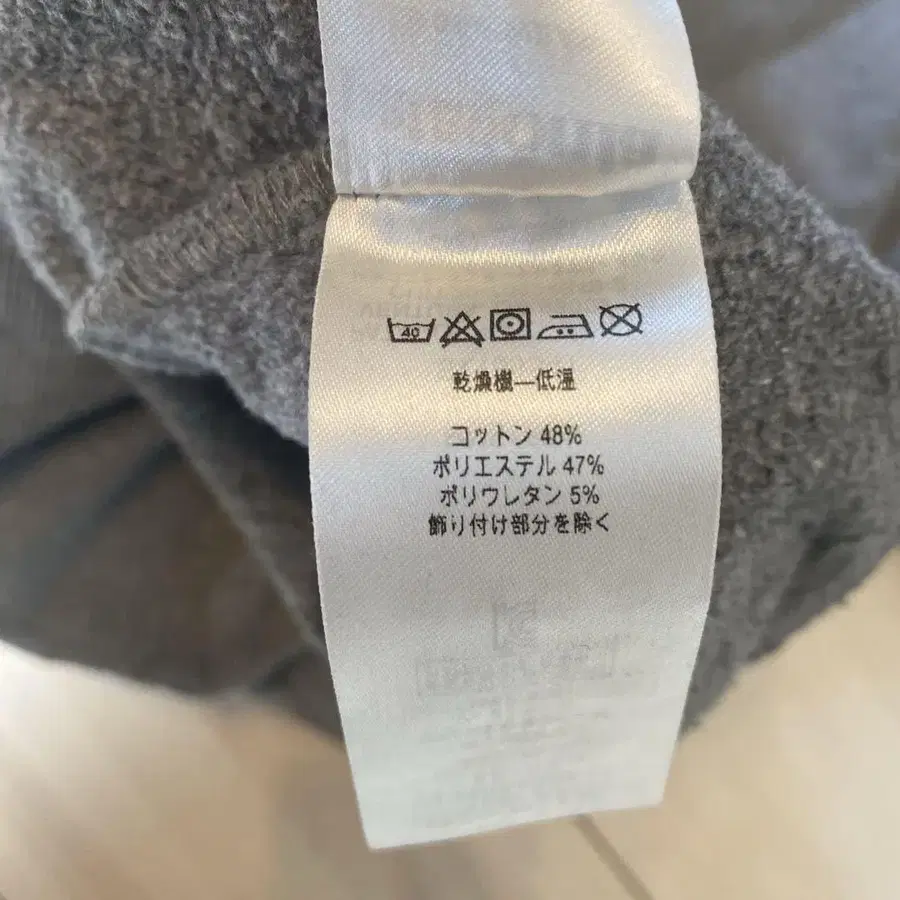 40
乾燥機—低温
コットン 48%
ポリエステル 47%
ポリウレタン 5%
飾り付け部分を除く